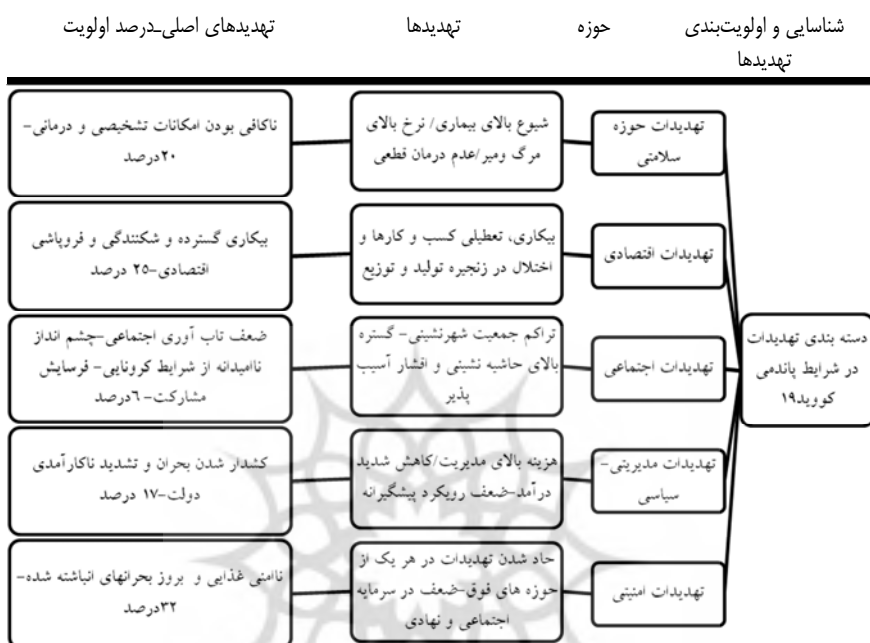 شناسایی و اولویت‌بندی تهدیدها
حوزه
تهدیدها
تهدیدهای اصلی‌ـ‌درصد اولویت
دسته بندی تهدیدات
در شرایط پاندمی
کووید۱۹
تهدیدات حوزه
سلامتی
شیوع بالای بیماری/ نرخ بالای
مرگ ومیر/عدم درمان قطعی
ناکافی بودن امکانات تشخیصی و درمانی-
۲۰درصد
تهدیدات اقتصادی
بیکاری، تعطیلی کسب و کارها و
اختلال در زنجیره تولید و توزیع
بیکاری گسترده و شکنندگی و فروپاشی
اقتصادی-۲۵ درصد
تهدیدات اجتماعی
تراکم جمعیت شهرنشینی- گستره
بالای حاشیه نشینی و اقشار آسیب
پذیر
ضعف تاب آوری اجتماعی-چشم انداز
ناامیدانه از شرایط کرونایی- فرسایش
مشارکت- ٦درصد
تهدیدات مدیریتی-
سیاسی
هزینه بالای مدیریت/کاهش شدید
درآمد-ضعف رویکرد پیشگیرانه
کشدار شدن بحران و تشدید ناکارآمدی
دولت-۱۷ درصد
تهدیدات امنیتی
حاد شدن تهدیدات در هر یک از
حوزه های فوق-ضعف در سرمایه
اجتماعی و نهادی
ناامنی غذایی و بروز بحرانهای انباشته شده-
۳۲درصد